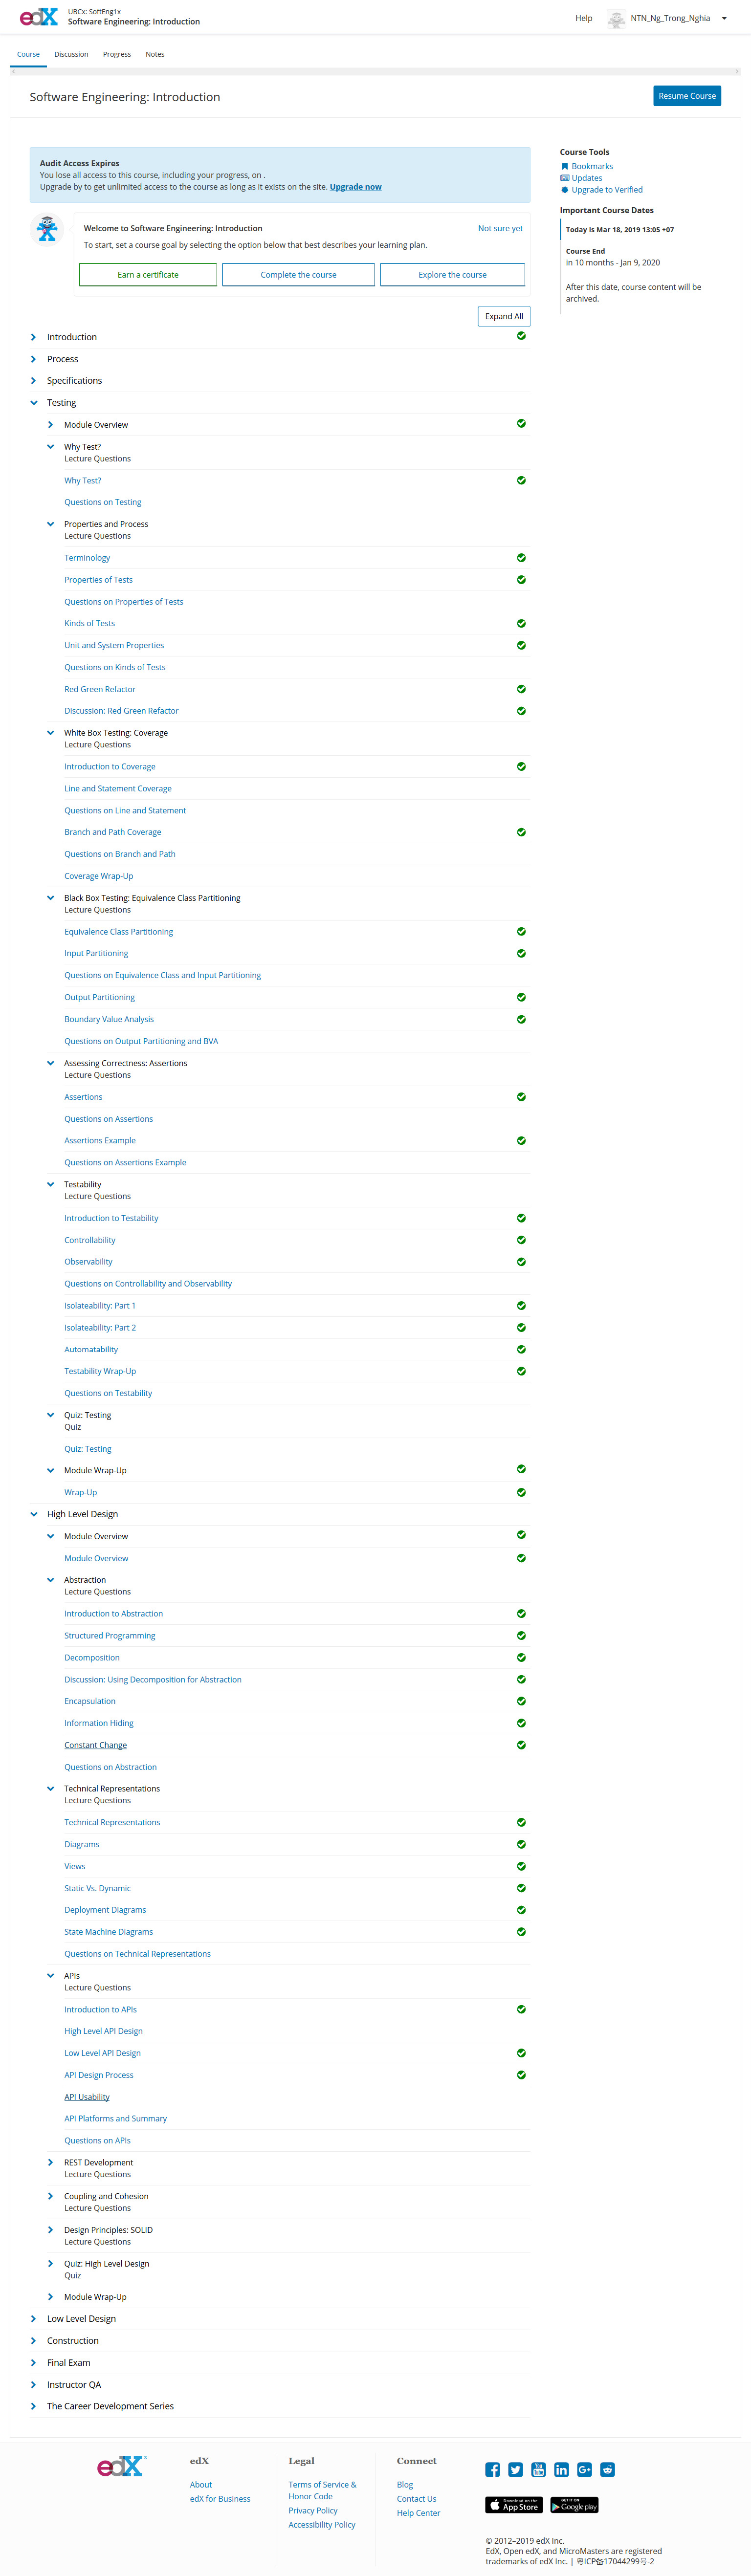 edX
UBCx: SoftEng1x
Software Engineering: Introduction
Help
NTN_Ng_Trong_Nghia
Course
Discussion
Progress
Notes
Software Engineering: Introduction
Resume Course
Audit Access Expires
You lose all access to this course, including your progress, on .
Upgrade by to get unlimited access to the course as long as it exists on the site. Upgrade now
Welcome to Software Engineering: Introduction
Not sure yet
To start, set a course goal by selecting the option below that best describes your learning plan.
Earn a certificate
Complete the course
Explore the course
Expand All
Course Tools
Bookmarks
Updates
Upgrade to Verified
Important Course Dates
Today is Mar 18, 2019 13:05 +07
Course End
in 10 months - Jan 9, 2020
After this date, course content will be
archived.
Introduction
Process
Specifications
Testing
Module Overview
Why Test?
Lecture Questions
Why Test?
Questions on Testing
Properties and Process
Lecture Questions
Terminology
Properties of Tests
Questions on Properties of Tests
Kinds of Tests
Unit and System Properties
Questions on Kinds of Tests
Red Green Refactor
Discussion: Red Green Refactor
White Box Testing: Coverage
Lecture Questions
Introduction to Coverage
Line and Statement Coverage
Questions on Line and Statement
Branch and Path Coverage
Questions on Branch and Path
Coverage Wrap-Up
Black Box Testing: Equivalence Class Partitioning
Lecture Questions
Equivalence Class Partitioning
Input Partitioning
Questions on Equivalence Class and Input Partitioning
Output Partitioning
Boundary Value Analysis
Questions on Output Partitioning and BVA
Assessing Correctness: Assertions
Lecture Questions
Assertions
Questions on Assertions
Assertions Example
Questions on Assertions Example
Testability
Lecture Questions
Introduction to Testability
Controllability
Observability
Questions on Controllability and Observability
Isolateability: Part 1
Isolateability: Part 2
Automatability
Testability Wrap-Up
Questions on Testability
Quiz: Testing
Quiz
Quiz: Testing
Module Wrap-Up
Wrap-Up
High Level Design
Module Overview
Module Overview
Abstraction
Lecture Questions
Introduction to Abstraction
Structured Programming
Decomposition
Discussion: Using Decomposition for Abstraction
Encapsulation
Information Hiding
Constant Change
Questions on Abstraction
Technical Representations
Lecture Questions
Technical Representations
Diagrams
Views
Static Vs. Dynamic
Deployment Diagrams
State Machine Diagrams
Questions on Technical Representations
APIs
Lecture Questions
Introduction to APIs
High Level API Design
Low Level API Design
API Design Process
API Usability
API Platforms and Summary
Questions on APIs
REST Development
Lecture Questions
Coupling and Cohesion
Lecture Questions
Design Principles: SOLID
Lecture Questions
Quiz: High Level Design
Quiz
Module Wrap-Up
Low Level Design
Construction
Final Exam
Instructor QA
The Career Development Series
edX
edX
About
edX for Business
Legal
Terms of Service &
Honor Code
Privacy Policy
Accessibility Policy
Connect
Blog
Contact Us
Help Center
Download on the
App Store
GET IT ON
Google play
© 2012–2019 edX Inc.
EdX, Open edX, and MicroMasters are registered
trademarks of edX Inc. | 粤ICP备17044299号-2